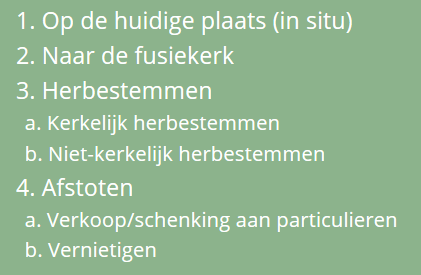 1. Op de huidige plaats (in situ)
2. Naar de fusiekerk
3. Herbestemmen
a. Kerkelijk herbestemmen
b. Niet-kerkelijk herbestemmen
4. Afstoten
a. Verkoop/schenking aan particulieren
b. Vernietigen